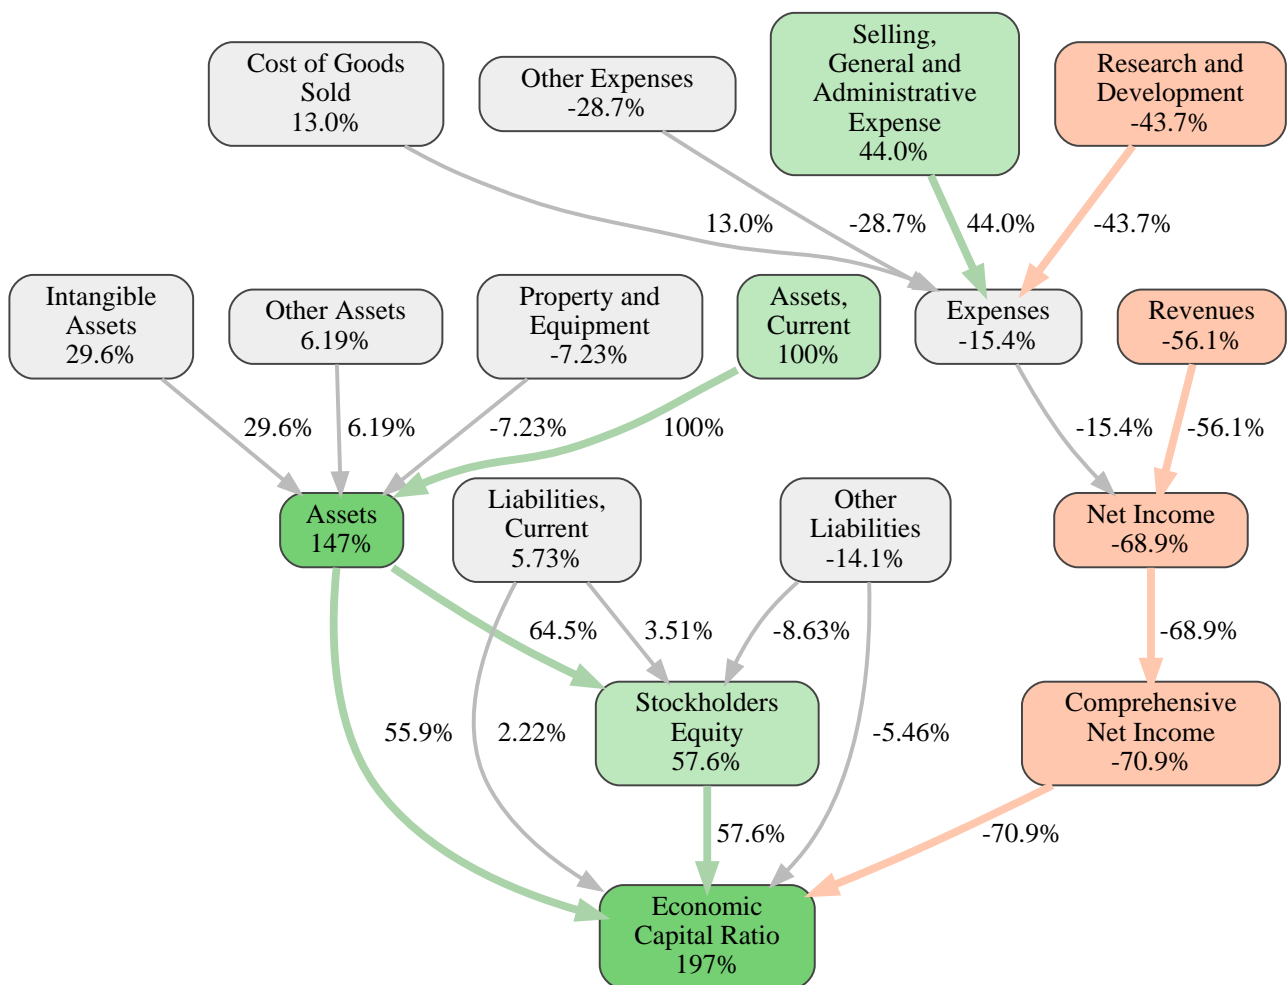 Cost of Goods
Sold
13.0%
Other Expenses
-28.7%
Selling,
General and
Administrative
Expense
44.0%
Research and
Development
-43.7%
13.0%
-28.7%
44.0%
-43.7%
Intangible
Assets
29.6%
Other Assets
6.19%
Property and
Equipment
-7.23%
Assets,
Current
100%
Expenses
-15.4%
Revenues
-56.1%
29.6%
6.19%
-7.23%
100%
-15.4%
-56.1%
Assets
147%
Liabilities,
Current
5.73%
Other
Liabilities
-14.1%
Net Income
-68.9%
64.5%
3.51%
-8.63%
-68.9%
Stockholders
Equity
57.6%
Comprehensive
Net Income
-70.9%
55.9%
2.22%
-5.46%
57.6%
-70.9%
Economic
Capital Ratio
197%